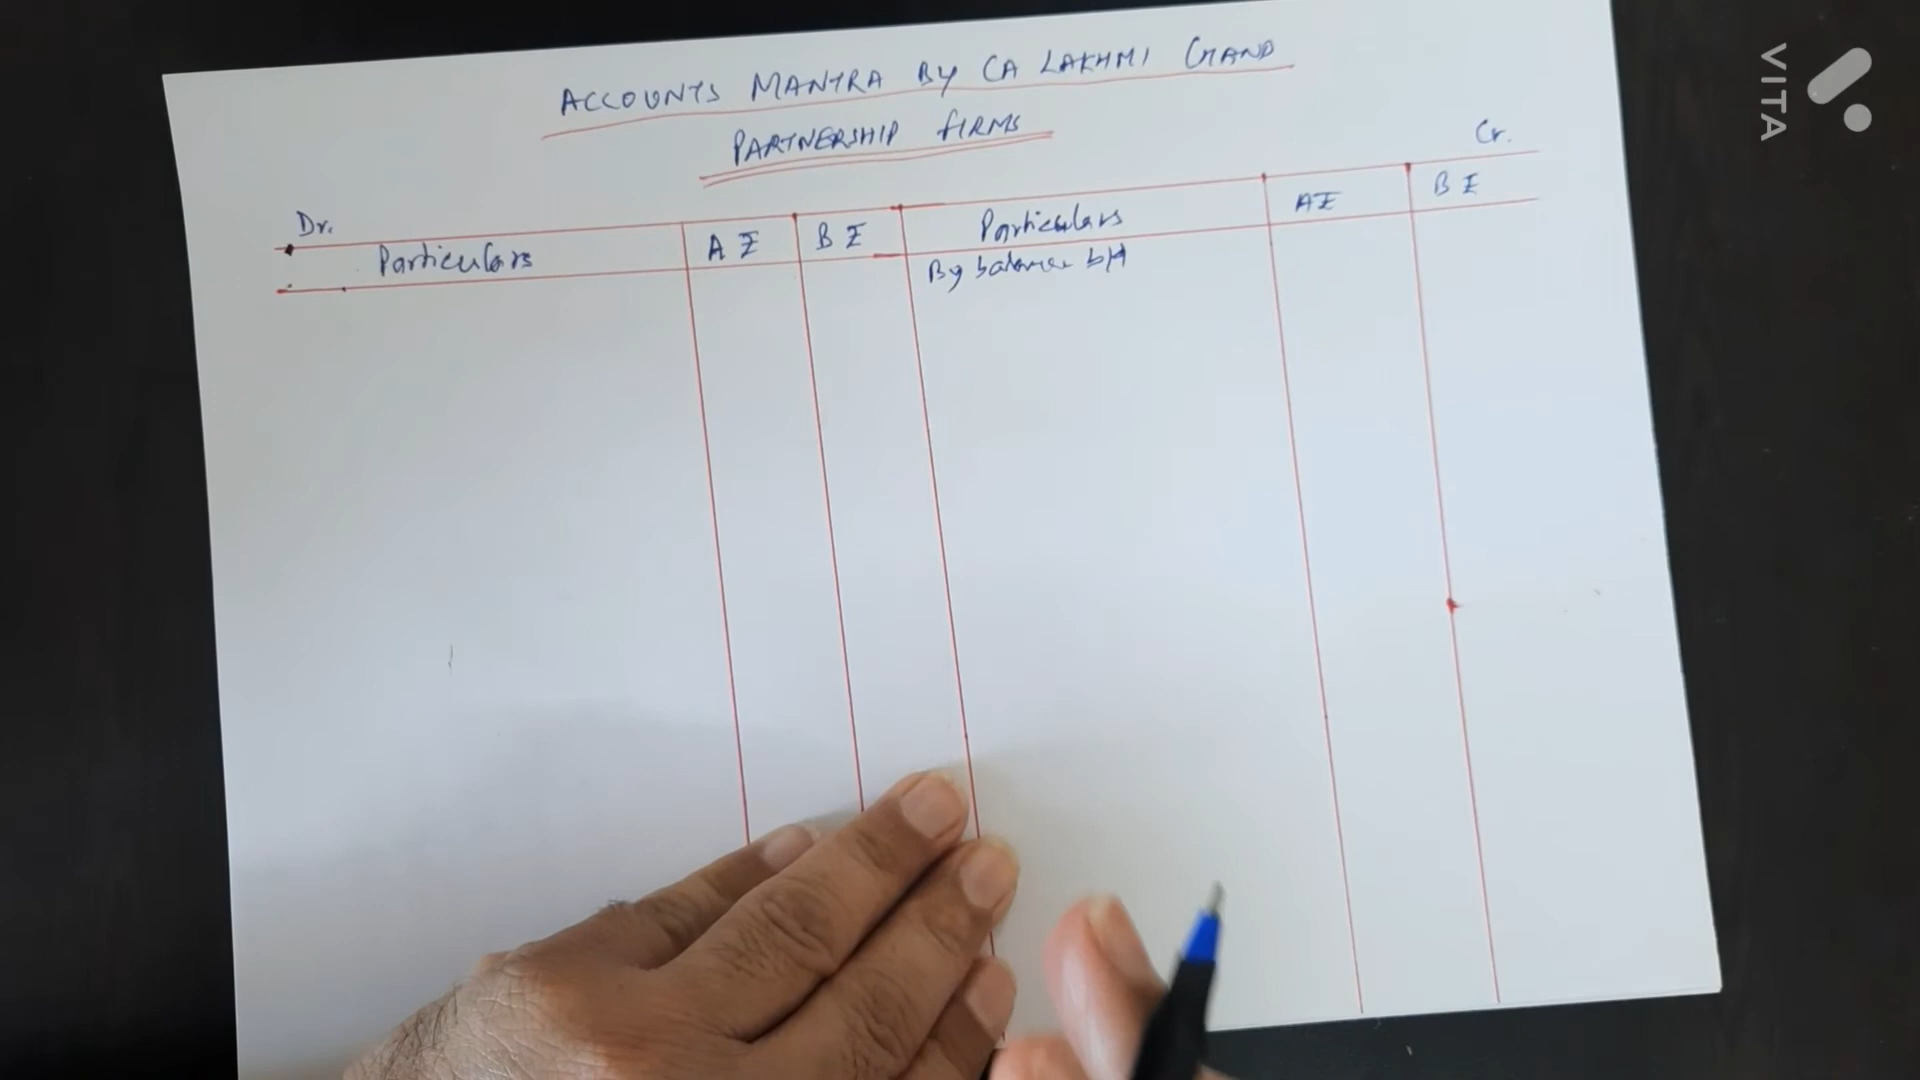 ACCOUNTS MANTRA BY CA LAKHMI CHAND
PARTNERSHIP FIRMS
Dr. Cr.
Particulars A ₹ B ₹ Particulars A ₹ B ₹
By balance b/d
VITA